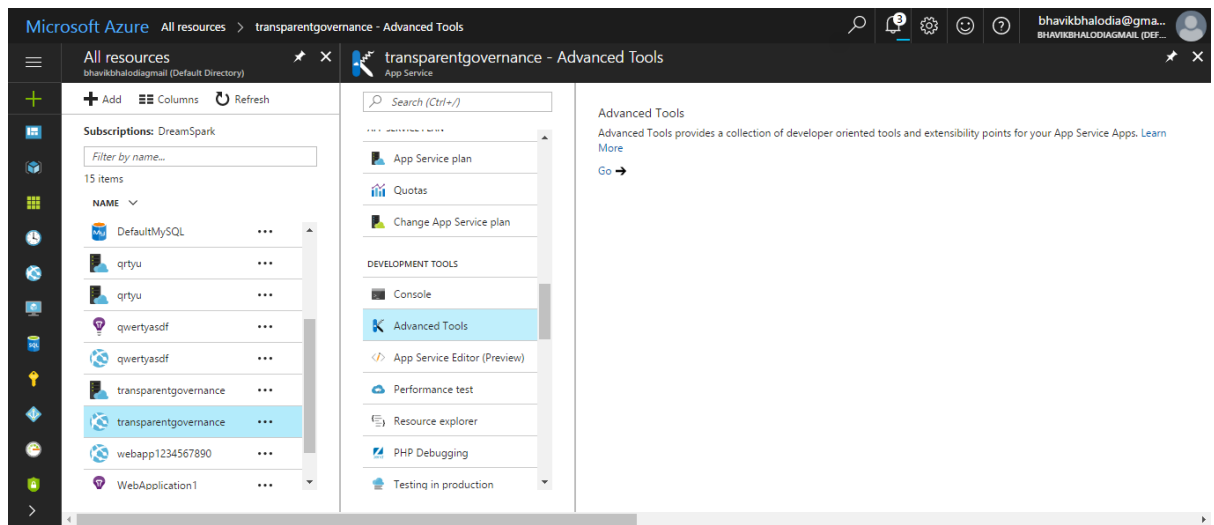 Microsoft Azure All resources > transparentgovernance - Advanced Tools
3
bhavikbhalodia@gma...
BHAVIKBHALODIAGMAIL (DEF...
All resources
bhavikbhalodiagmail (Default Directory)
Add Columns Refresh
Subscriptions: DreamSpark
Filter by name...
15 items
NAME
DefaultMySQL
qrtyu
qrtyu
qwertyasdf
qwertyasdf
transparentgovernance
transparentgovernance
webapp1234567890
WebApplication1
transparentgovernance - Advanced Tools
App Service
Search (Ctrl+/)
APP SERVICE PLAN
App Service plan
Quotas
Change App Service plan
DEVELOPMENT TOOLS
Console
Advanced Tools
App Service Editor (Preview)
Performance test
Resource explorer
PHP Debugging
Testing in production
Advanced Tools
Advanced Tools provides a collection of developer oriented tools and extensibility points for your App Service Apps. Learn
More
Go →